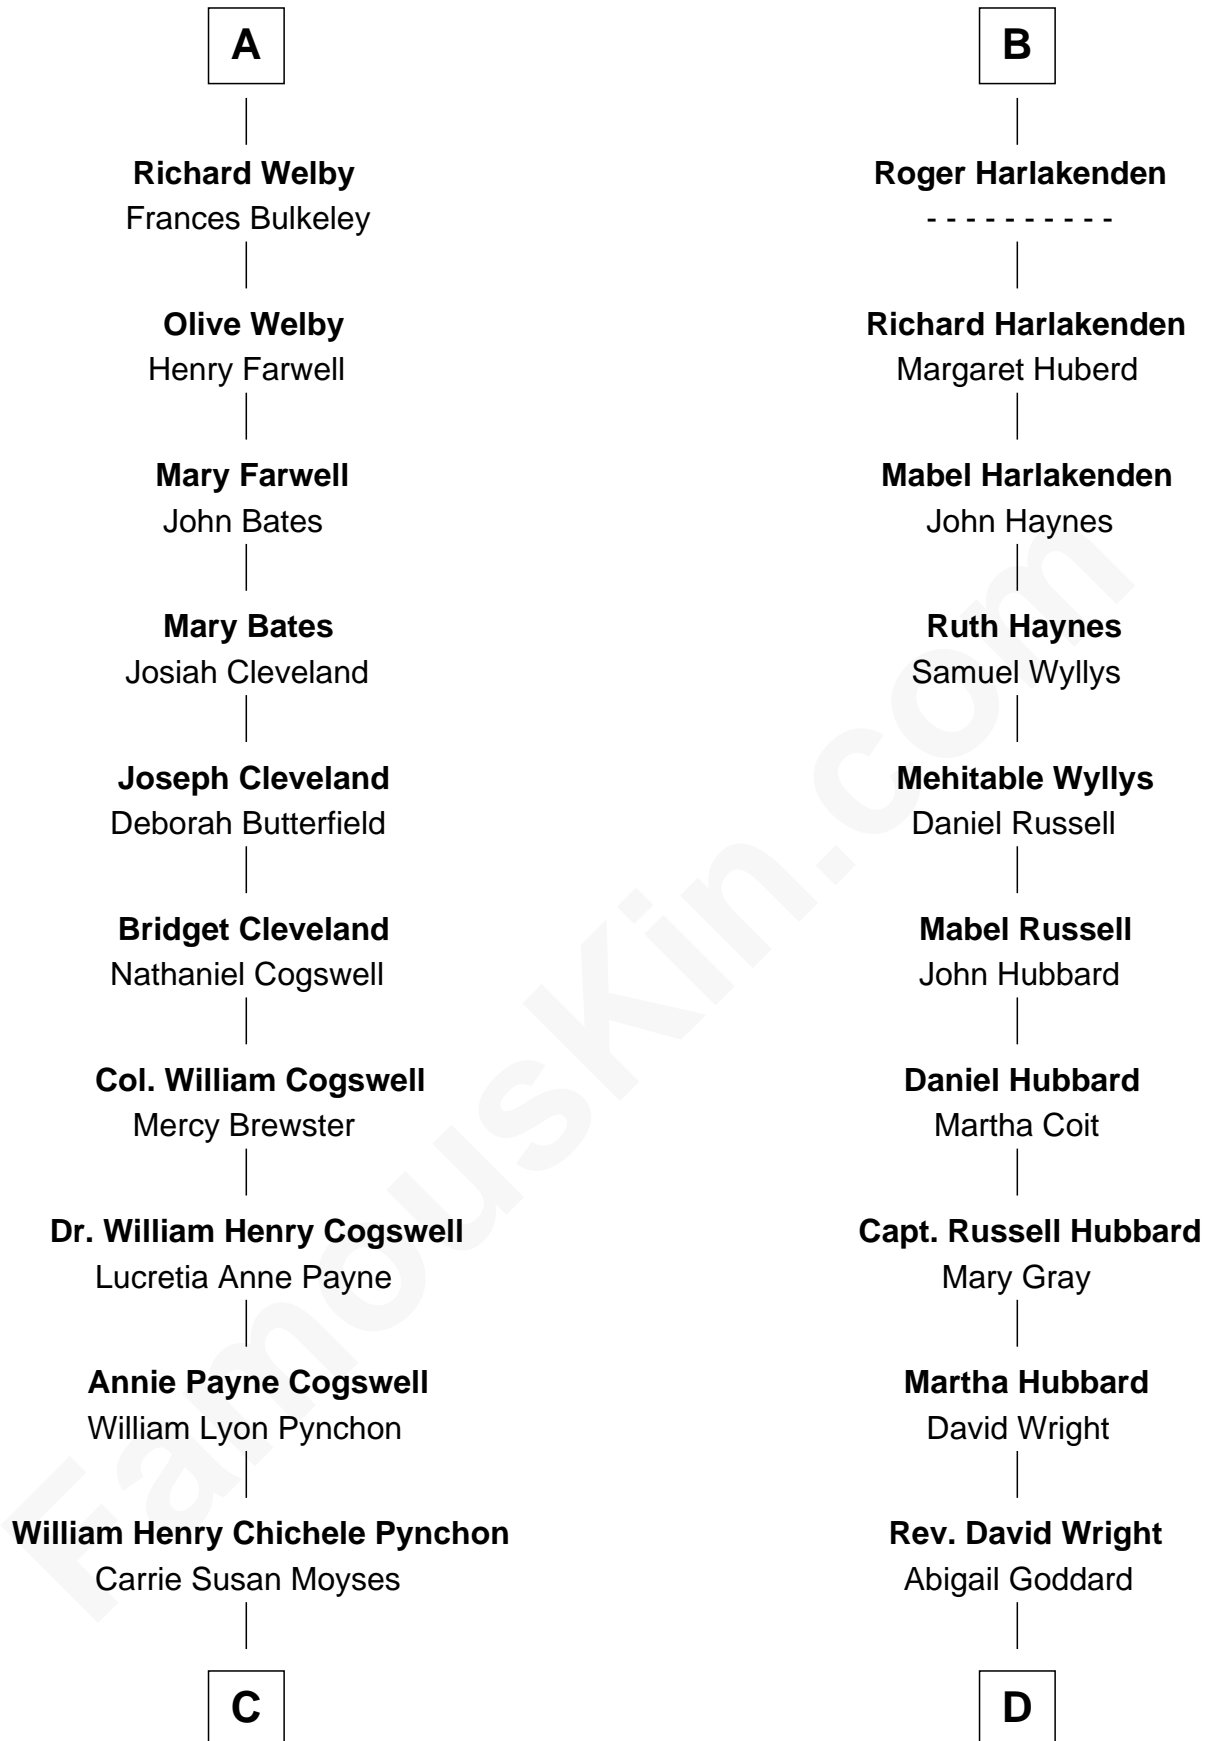 A
Richard Welby
Frances Bulkeley
Olive Welby
Henry Farwell
Mary Farwell
John Bates
Mary Bates
Josiah Cleveland
Joseph Cleveland
Deborah Butterfield
Bridget Cleveland
Nathaniel Cogswell
Col. William Cogswell
Mercy Brewster
Dr. William Henry Cogswell
Lucretia Anne Payne
Annie Payne Cogswell
William Lyon Pynchon
William Henry Chichele Pynchon
Carrie Susan Moyses
C
B
Roger Harlakenden
- - - - - - - - - -
Richard Harlakenden
Margaret Huberd
Mabel Harlakenden
John Haynes
Ruth Haynes
Samuel Wyllys
Mehitable Wyllys
Daniel Russell
Mabel Russell
John Hubbard
Daniel Hubbard
Martha Coit
Capt. Russell Hubbard
Mary Gray
Martha Hubbard
David Wright
Rev. David Wright
Abigail Goddard
D
FamousKin.com